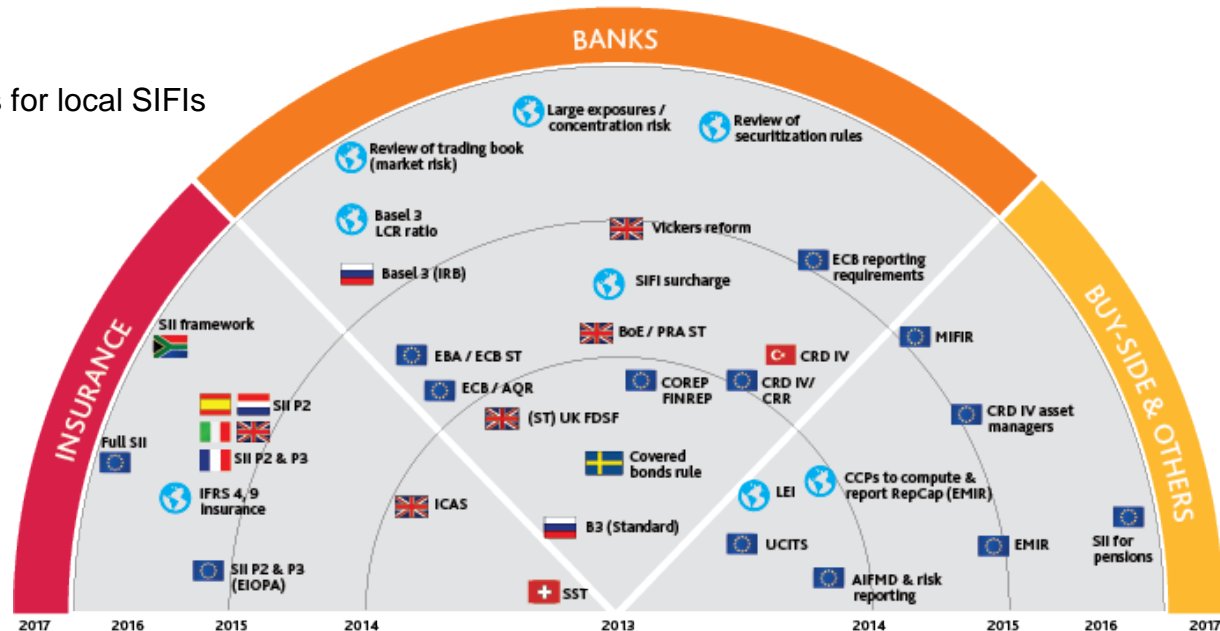 BANKS
s for local SIFIs
Large exposures /
concentration risk
Review of
securitization rules
Review of trading book
(market risk)
Basel 3
LCR ratio
Vickers reform
Basel 3 (IRB)
ECB reporting
requirements
SIFI surcharge
INSURANCE
BUY-SIDE & OTHERS
SII framework
BoE / PRA ST
MIFIR
EBA / ECB ST
CRD IV
ECB / AQR
COREP
FINREP
CRD IV/
CRR
SII P2
(ST) UK FDSF
CRD IV asset
managers
Full SII
SII P2 & P3
Covered
bonds rule
IFRS 4, 9
Insurance
ICAS
LEI
CCPs to compute &
report RepCap (EMIR)
B3 (Standard)
UCITS
EMIR
SII for
pensions
SII P2 & P3
(EIOPA)
SST
AIFMD & risk
reporting
2017 2016 2015 2014 2013 2014 2015 2016 2017